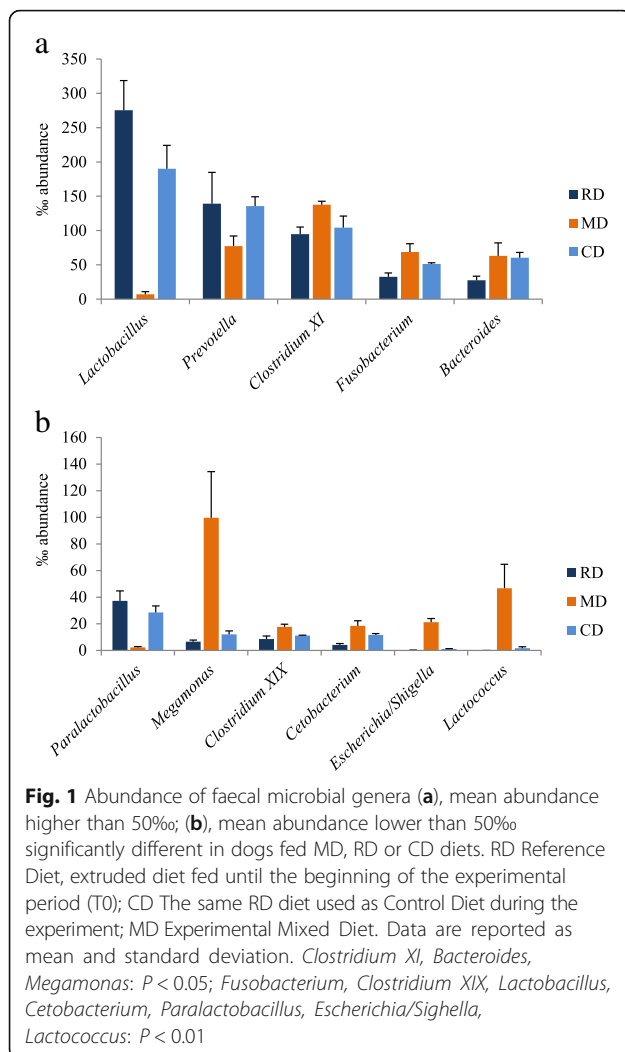 a
350
300
250
200
150
100
50
0
‰ abundance
RD
MD
CD
Lactobacillus
Prevotella
Clostridium XI
Fusobacterium
Bacteroides
b
160
140
120
100
80
60
40
20
0
‰ abundance
RD
MD
CD
Paralactobacillus
Megamonas
Clostridium XIX
Cetobacterium
Escherichia/Shigella
Lactococcus
Fig. 1 Abundance of faecal microbial genera (a), mean abundance
higher than 50‰; (b), mean abundance lower than 50‰
significantly different in dogs fed MD, RD or CD diets. RD Reference
Diet, extruded diet fed until the beginning of the experimental
period (T0); CD The same RD diet used as Control Diet during the
experiment; MD Experimental Mixed Diet. Data are reported as
mean and standard deviation. Clostridium XI, Bacteroides,
Megamonas: P < 0.05; Fusobacterium, Clostridium XIX, Lactobacillus,
Cetobacterium, Paralactobacillus, Escherichia/Sighella,
Lactococcus: P < 0.01